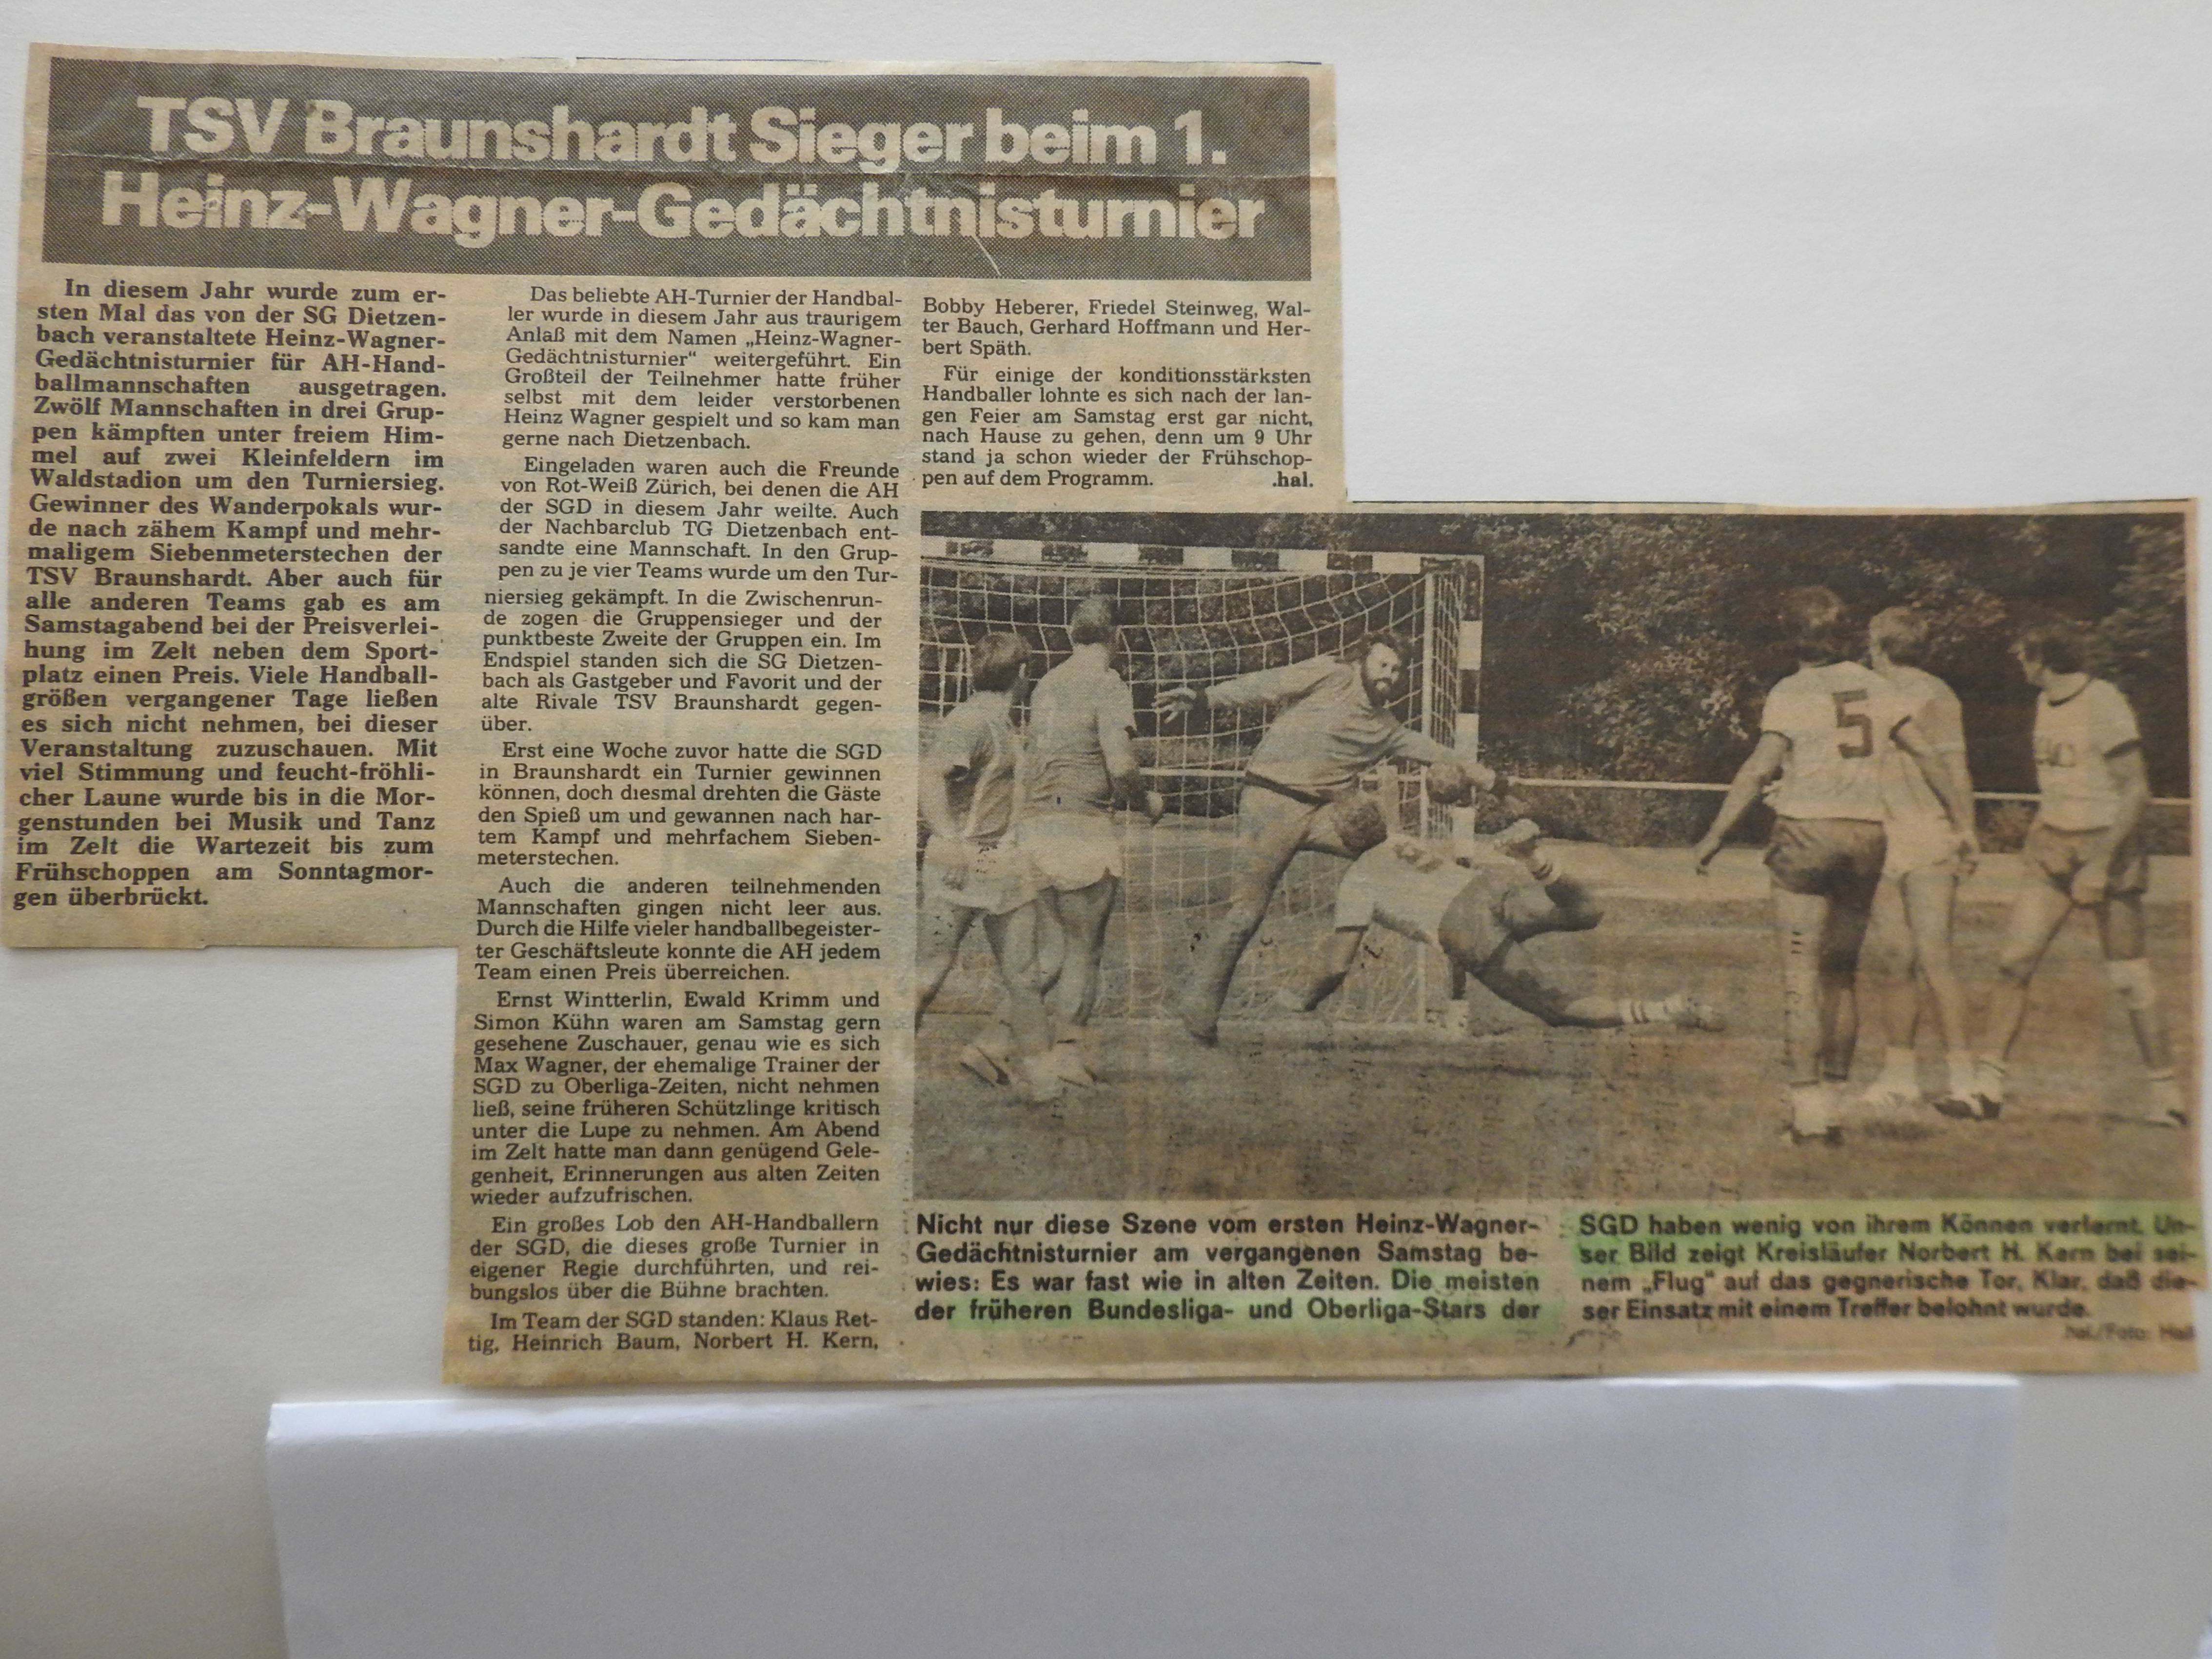 TSV Braunshardt Sieger beim 1.
Heinz-Wagner-Gedächtnisturnier
In diesem Jahr wurde zum er-
sten Mal das von der SG Dietzen-
bach veranstaltete Heinz-Wagner-
Gedächtnisturnier für AH-Hand-
ballmannschaften ausgetragen.
Zwölf Mannschaften in drei Grup-
pen kämpften unter freiem Him-
mel auf zwei Kleinfeldern im
Waldstadion um den Turniersieg.
Gewinner des Wanderpokals wur-
de nach zähem Kampf und mehr-
maligem Siebenmeterstechen der
TSV Braunshardt. Aber auch für
alle anderen Teams gab es am
Samstagabend bei der Preisverlei-
hung im Zelt neben dem Sport-
platz einen Preis. Viele Handball-
größen vergangener Tage ließen
es sich nicht nehmen, bei dieser
Veranstaltung zuzuschauen. Mit
viel Stimmung und feucht-fröhli-
cher Laune wurde bis in die Mor-
genstunden bei Musik und Tanz
im Zelt die Wartezeit bis zum
Frühschoppen am Sonntagmor-
gen überbrückt.
Das beliebte AH-Turnier der Handbal-
ler wurde in diesem Jahr aus traurigem
Anlaß mit dem Namen „Heinz-Wagner-
Gedächtnisturnier“ weitergeführt. Ein
Großteil der Teilnehmer hatte früher
selbst mit dem leider verstorbenen
Heinz Wagner gespielt und so kam man
gerne nach Dietzenbach.
Eingeladen waren auch die Freunde
von Rot-Weiß Zürich, bei denen die AH
der SGD in diesem Jahr weilte. Auch
der Nachbarclub TG Dietzenbach ent-
sandte eine Mannschaft. In den Grup-
pen zu je vier Teams wurde um den Tur-
niersieg gekämpft. In die Zwischenrun-
de zogen die Gruppensieger und der
punktbeste Zweite der Gruppen ein. Im
Endspiel standen sich die SG Dietzen-
bach als Gastgeber und Favorit und der
alte Rivale TSV Braunshardt gegen-
über.
Erst eine Woche zuvor hatte die SGD
in Braunshardt ein Turnier gewinnen
können, doch diesmal drehten die Gäste
den Spieß um und gewannen nach har-
tem Kampf und mehrfachem Sieben-
meterstechen.
Auch die anderen teilnehmenden
Mannschaften gingen nicht leer aus.
Durch die Hilfe vieler handballbegeister-
ter Geschäftsleute konnte die AH jedem
Team einen Preis überreichen.
Ernst Wintterlin, Ewald Krimm und
Simon Kühn waren am Samstag gern
gesehene Zuschauer, genau wie es sich
Max Wagner, der ehemalige Trainer der
SGD zu Oberliga-Zeiten, nicht nehmen
ließ, seine früheren Schützlinge kritisch
unter die Lupe zu nehmen. Am Abend
im Zelt hatte man dann genügend Gele-
genheit, Erinnerungen aus alten Zeiten
wieder aufzufrischen.
Ein großes Lob den AH-Handballern
der SGD, die dieses große Turnier in
eigener Regie durchführten, und rei-
bungslos über die Bühne brachten.
Im Team der SGD standen: Klaus Ret-
tig, Heinrich Baum, Norbert H. Kern,
Bobby Heberer, Friedel Steinweg, Wal-
ter Bauch, Gerhard Hoffmann und Her-
bert Späth.
Für einige der konditionsstärksten
Handballer lohnte es sich nach der lan-
gen Feier am Samstag erst gar nicht,
nach Hause zu gehen, denn um 9 Uhr
stand ja schon wieder der Frühschop-
pen auf dem Programm. .hal.
5
Nicht nur diese Szene vom ersten Heinz-Wagner-
Gedächtnisturnier am vergangenen Samstag be-
wies: Es war fast wie in alten Zeiten. Die meisten
der früheren Bundesliga- und Oberliga-Stars der
SGD haben wenig von ihrem Können verlernt. Un-
ser Bild zeigt Kreisläufer Norbert H. Kern bei sei-
nem „Flug“ auf das gegnerische Tor. Klar, daß die-
ser Einsatz mit einem Treffer belohnt wurde.
hal./Foto: